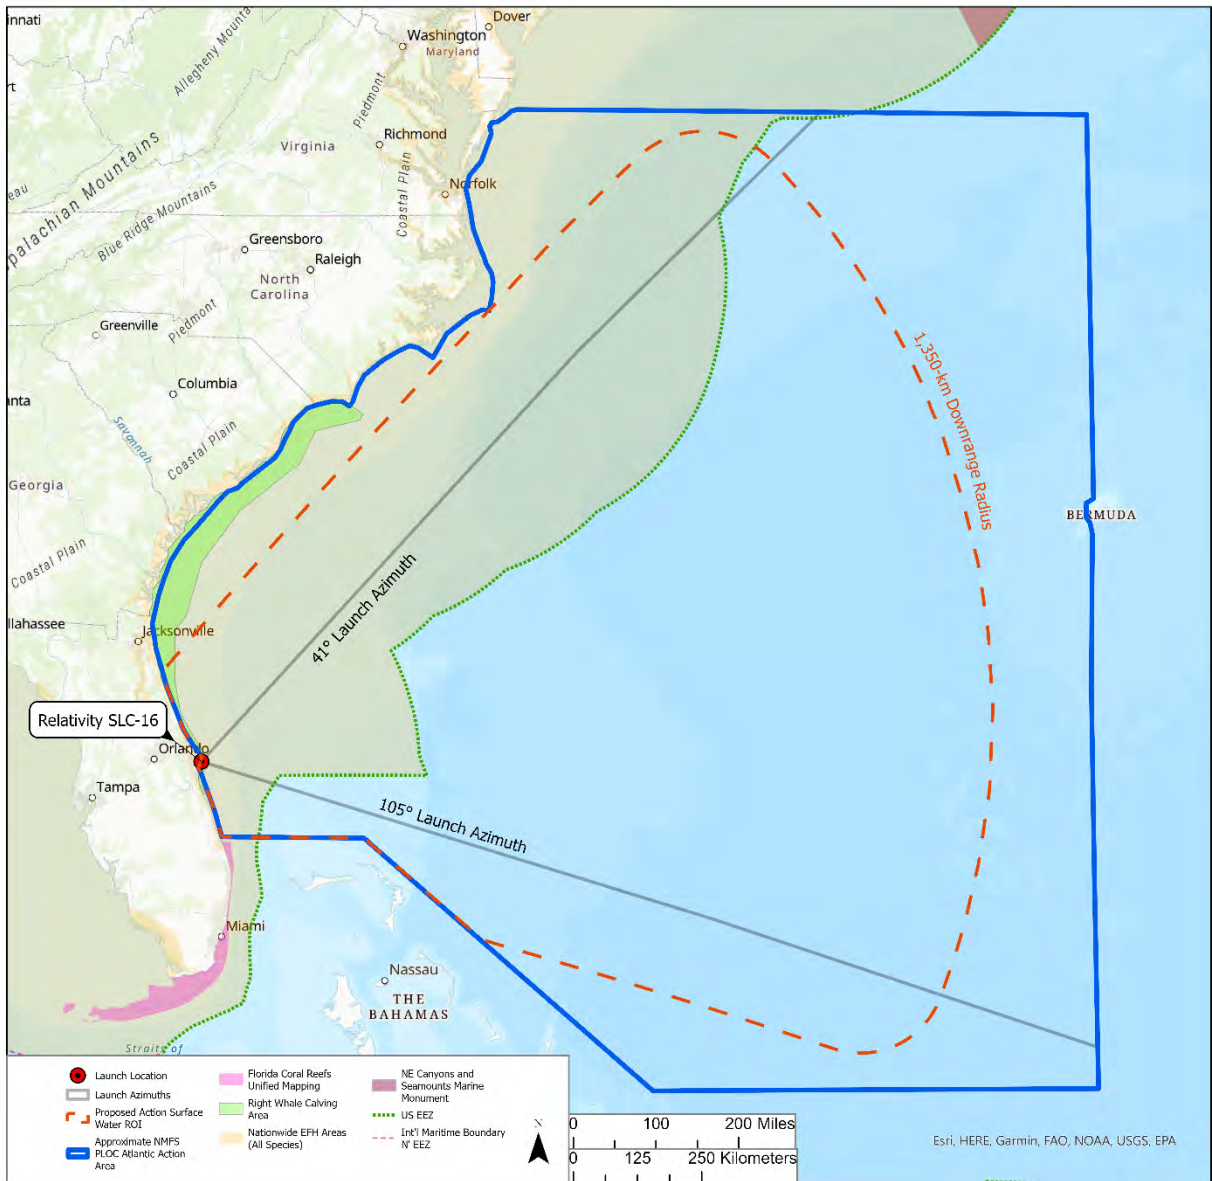 innati
Dover
Washington
Maryland
rt
Allegheny Mounta
Piedmont
Richmond
Virginia
Coastal Plain
Norfolk
eau
Appalachian Mountains
Blue Ridge Mountains
Greensboro
Raleigh
North
Carolina
Piedmont
Greenville
Columbia
anta
Savannah
Coastal Plain
Georgia
Coastal Plain
llahassee
Jacksonville
1,350-km Downrange Radius
BERMUDA
41° Launch Azimuth
Relativity SLC-16
Orlando
Tampa
105° Launch Azimuth
Miami
Nassau
THE
BAHAMAS
Straits of
Launch Location
Launch Azimuths
Proposed Action Surface
Water ROI
Approximate NMFS
PLOC Atlantic Action
Area
Florida Coral Reefs
Unified Mapping
Right Whale Calving
Area
Nationwide EFH Areas
(All Species)
NE Canyons and
Seamounts Marine
Monument
US EEZ
Int'l Maritime Boundary
N' EEZ
N
0 100 200 Miles
0 125 250 Kilometers
Esri, HERE, Garmin, FAO, NOAA, USGS, EPA